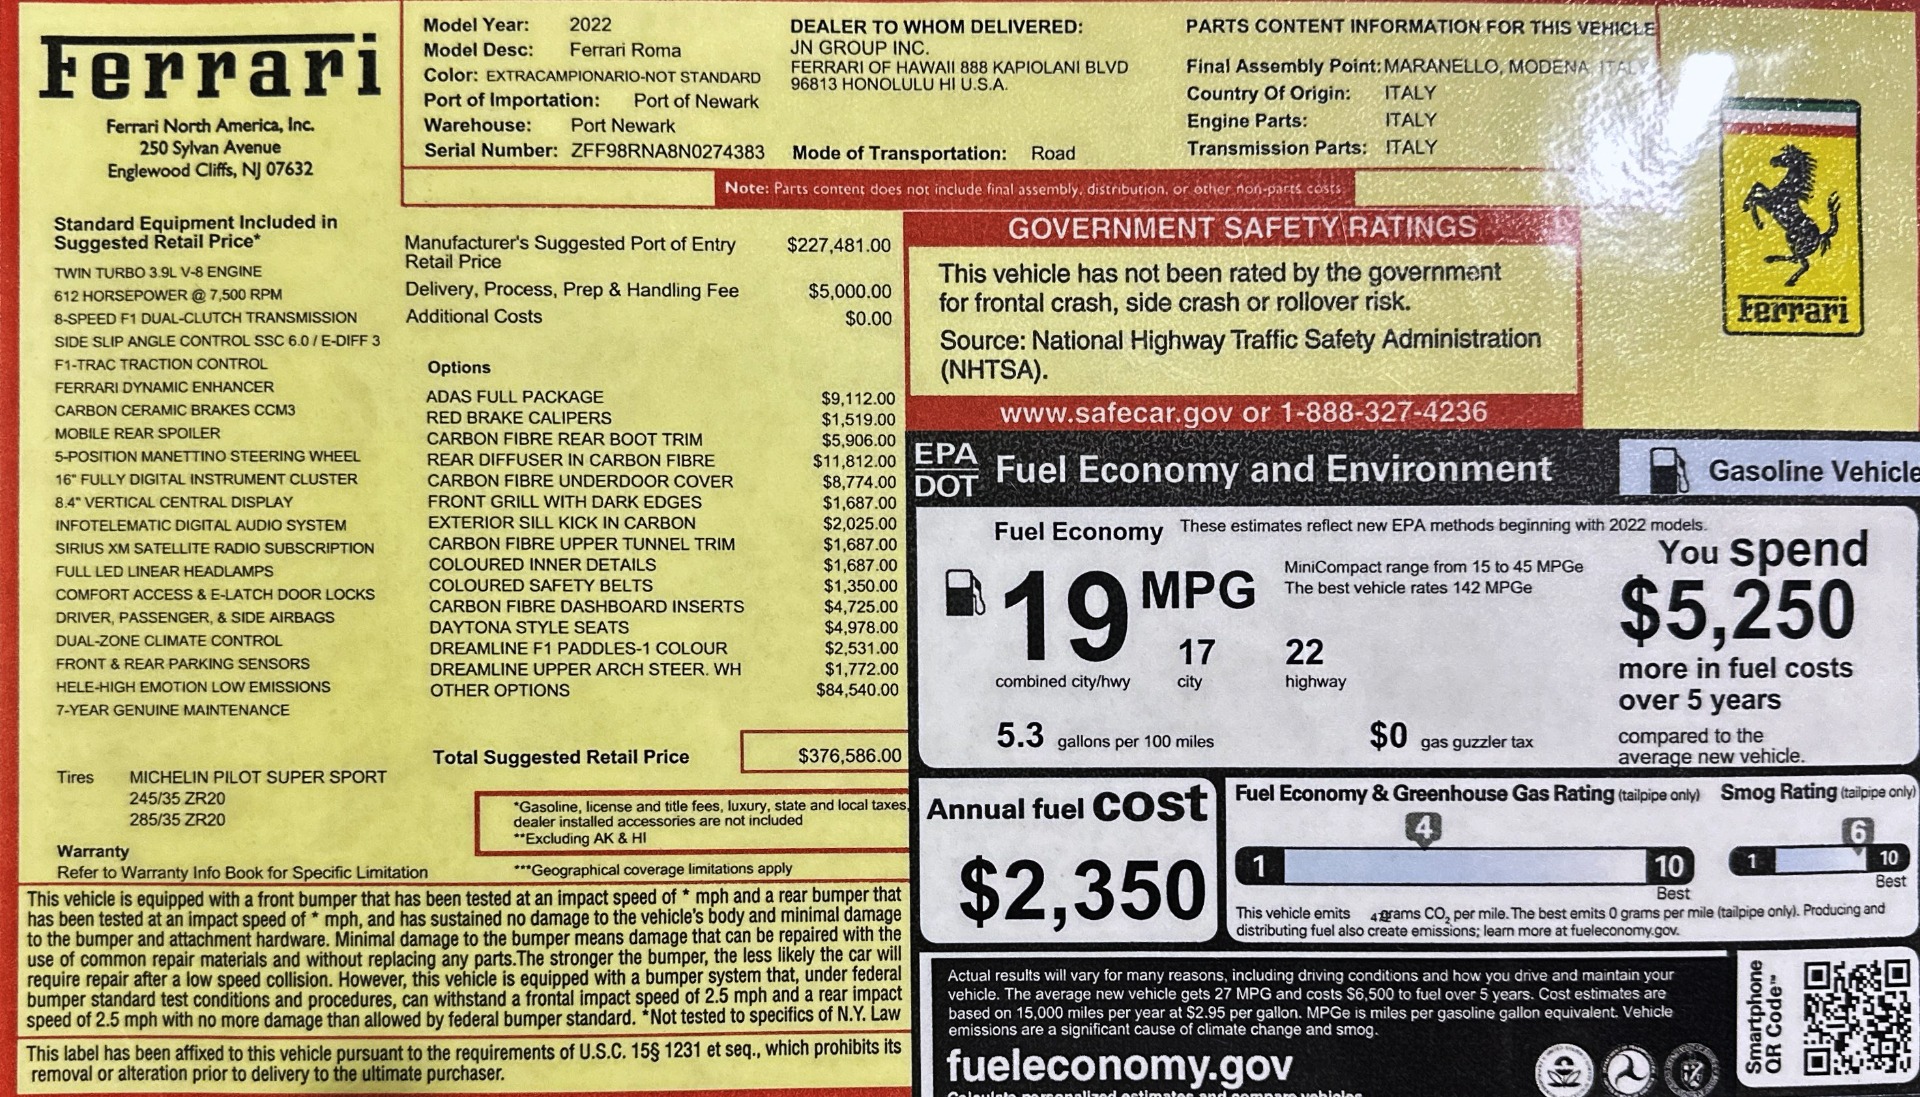 Ferrari
Ferrari North America, Inc.
250 Sylvan Avenue
Englewood Cliffs, NJ 07632
Model Year: 2022
Model Desc: Ferrari Roma
Color: EXTRACAMPIONARIO-NOT STANDARD
Port of Importation: Port of Newark
Warehouse: Port Newark
Serial Number: ZFF98RNA8N0274383
DEALER TO WHOM DELIVERED:
JN GROUP INC.
FERRARI OF HAWAII 888 KAPIOLANI BLVD
96813 HONOLULU HI U.S.A.
Mode of Transportation: Road
PARTS CONTENT INFORMATION FOR THIS VEHICLE
Final Assembly Point: MARANELLO, MODENA, ITALY
Country Of Origin: ITALY
Engine Parts: ITALY
Transmission Parts: ITALY
Note: Parts content does not include final assembly, distribution, or other non-parts costs.
Ferrari
Standard Equipment Included in
Suggested Retail Price*
TWIN TURBO 3.9L V-8 ENGINE
612 HORSEPOWER @ 7,500 RPM
8-SPEED F1 DUAL-CLUTCH TRANSMISSION
SIDE SLIP ANGLE CONTROL SSC 6.0 / E-DIFF 3
F1-TRAC TRACTION CONTROL
FERRARI DYNAMIC ENHANCER
CARBON CERAMIC BRAKES CCM3
MOBILE REAR SPOILER
5-POSITION MANETTINO STEERING WHEEL
16" FULLY DIGITAL INSTRUMENT CLUSTER
8.4" VERTICAL CENTRAL DISPLAY
INFOTELEMATIC DIGITAL AUDIO SYSTEM
SIRIUS XM SATELLITE RADIO SUBSCRIPTION
FULL LED LINEAR HEADLAMPS
COMFORT ACCESS & E-LATCH DOOR LOCKS
DRIVER, PASSENGER, & SIDE AIRBAGS
DUAL-ZONE CLIMATE CONTROL
FRONT & REAR PARKING SENSORS
HELE-HIGH EMOTION LOW EMISSIONS
7-YEAR GENUINE MAINTENANCE
Tires MICHELIN PILOT SUPER SPORT
245/35 ZR20
285/35 ZR20
Warranty
Refer to Warranty Info Book for Specific Limitation
Manufacturer's Suggested Port of Entry $227,481.00
Retail Price
Delivery, Process, Prep & Handling Fee $5,000.00
Additional Costs $0.00
Options
ADAS FULL PACKAGE $9,112.00
RED BRAKE CALIPERS $1,519.00
CARBON FIBRE REAR BOOT TRIM $5,906.00
REAR DIFFUSER IN CARBON FIBRE $11,812.00
CARBON FIBRE UNDERDOOR COVER $8,774.00
FRONT GRILL WITH DARK EDGES $1,687.00
EXTERIOR SILL KICK IN CARBON $2,025.00
CARBON FIBRE UPPER TUNNEL TRIM $1,687.00
COLOURED INNER DETAILS $1,687.00
COLOURED SAFETY BELTS $1,350.00
CARBON FIBRE DASHBOARD INSERTS $4,725.00
DAYTONA STYLE SEATS $4,978.00
DREAMLINE F1 PADDLES-1 COLOUR $2,531.00
DREAMLINE UPPER ARCH STEER. WH $1,772.00
OTHER OPTIONS $84,540.00
Total Suggested Retail Price $376,586.00
*Gasoline, license and title fees, luxury, state and local taxes,
dealer installed accessories are not included
**Excluding AK & HI
***Geographical coverage limitations apply
This vehicle is equipped with a front bumper that has been tested at an impact speed of * mph and a rear bumper that
has been tested at an impact speed of * mph, and has sustained no damage to the vehicle's body and minimal damage
to the bumper and attachment hardware. Minimal damage to the bumper means damage that can be repaired with the
use of common repair materials and without replacing any parts.The stronger the bumper, the less likely the car will
require repair after a low speed collision. However, this vehicle is equipped with a bumper system that, under federal
bumper standard test conditions and procedures, can withstand a frontal impact speed of 2.5 mph and a rear impact
speed of 2.5 mph with no more damage than allowed by federal bumper standard. *Not tested to specifics of N.Y. Law
This label has been affixed to this vehicle pursuant to the requirements of U.S.C. 15§ 1231 et seq., which prohibits its
removal or alteration prior to delivery to the ultimate purchaser.
GOVERNMENT SAFETY RATINGS
This vehicle has not been rated by the government
for frontal crash, side crash or rollover risk.
Source: National Highway Traffic Safety Administration
(NHTSA).
www.safecar.gov or 1-888-327-4236
EPA
DOT
Fuel Economy and Environment
Gasoline Vehicle
Fuel Economy These estimates reflect new EPA methods beginning with 2022 models.
19 MPG
combined city/hwy
17
city
22
highway
MiniCompact range from 15 to 45 MPGe
The best vehicle rates 142 MPGe
5.3 gallons per 100 miles
$0 gas guzzler tax
You spend
$5,250
more in fuel costs
over 5 years
compared to the
average new vehicle.
Annual fuel cost
$2,350
Fuel Economy & Greenhouse Gas Rating (tailpipe only)
4
1 10
Best
Smog Rating (tailpipe only)
6
1 10
Best
This vehicle emits grams CO2 per mile. The best emits 0 grams per mile (tailpipe only). Producing and
distributing fuel also create emissions; learn more at fueleconomy.gov.
Actual results will vary for many reasons, including driving conditions and how you drive and maintain your
vehicle. The average new vehicle gets 27 MPG and costs $6,500 to fuel over 5 years. Cost estimates are
based on 15,000 miles per year at $2.95 per gallon. MPGe is miles per gasoline gallon equivalent. Vehicle
emissions are a significant cause of climate change and smog.
fueleconomy.gov
Calculate personalized estimates and compare vehicles
Smartphone
QR Code™